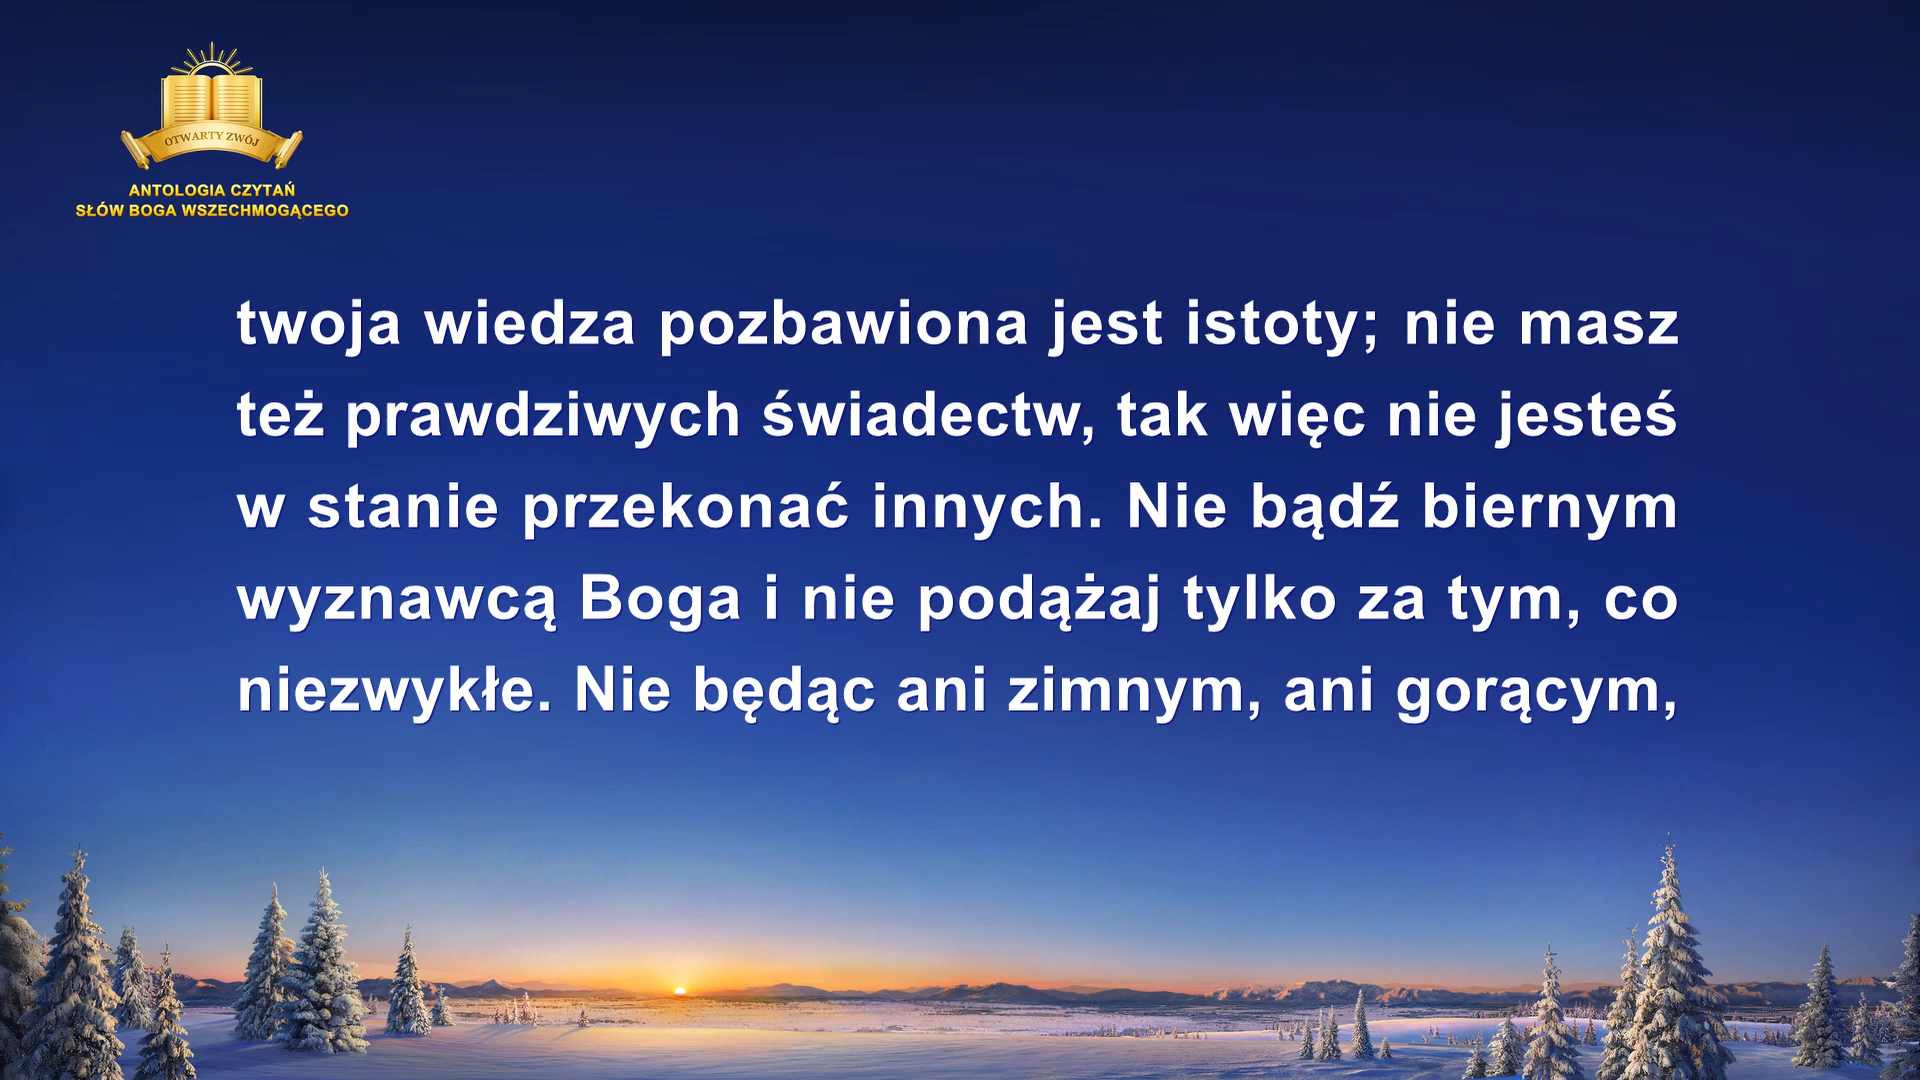 OTWARTY ZWÓJ
ANTOLOGIA CZYTAŃ
SŁÓW BOGA WSZECHMOGĄCEGO
twoja wiedza pozbawiona jest istoty; nie masz
też prawdziwych świadectw, tak więc nie jesteś
w stanie przekonać innych. Nie bądź biernym
wyznawcą Boga i nie podążaj tylko za tym, co
niezwykłe. Nie będąc ani zimnym, ani gorącym,